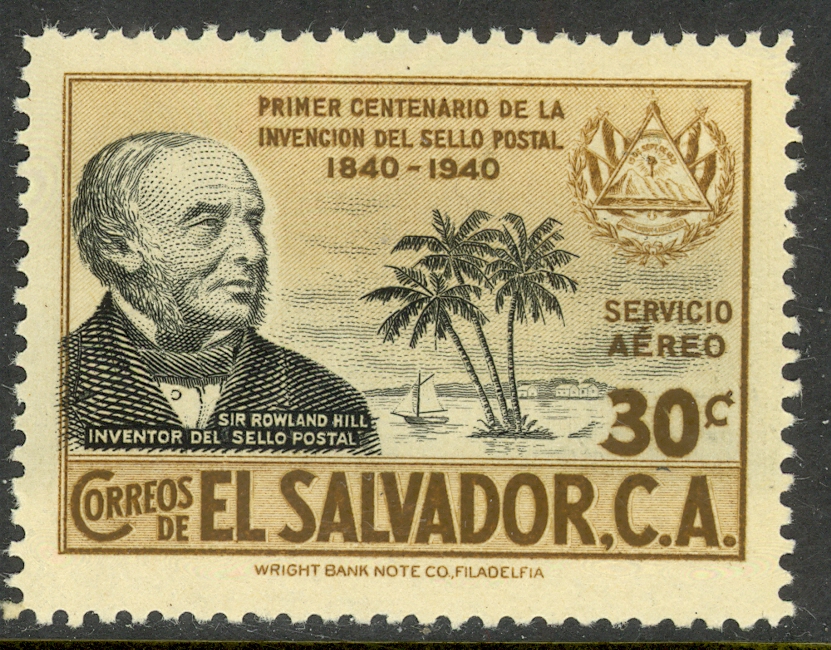 PRIMER CENTENARIO DE LA
INVENCION DEL SELLO POSTAL
1840-1940
SERVICIO
AÉREO
30¢
SIR ROWLAND HILL
INVENTOR DEL SELLO POSTAL
CORREOS DE EL SALVADOR, C.A.
WRIGHT BANK NOTE CO., FILADELFIA